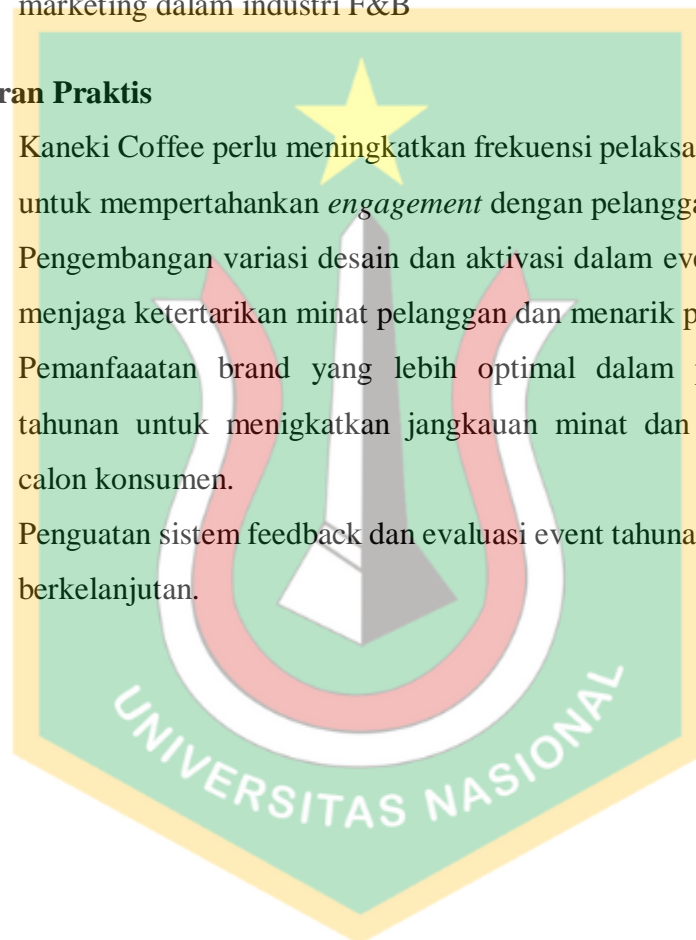 marketing dalam industri F&B
ran Praktis
Kaneki Coffee perlu meningkatkan frekuensi pelaksa
untuk mempertahankan engagement dengan pelangga
Pengembangan variasi desain dan aktivasi dalam eve
menjaga ketertarikan minat pelanggan dan menarik p
Pemanfaaatan brand yang lebih optimal dalam
tahunan untuk menigkatkan jangkauan minat dan
calon konsumen.
Penguatan sistem feedback dan evaluasi event tahuna
berkelanjutan.
UNIVERSITAS NASIONAL